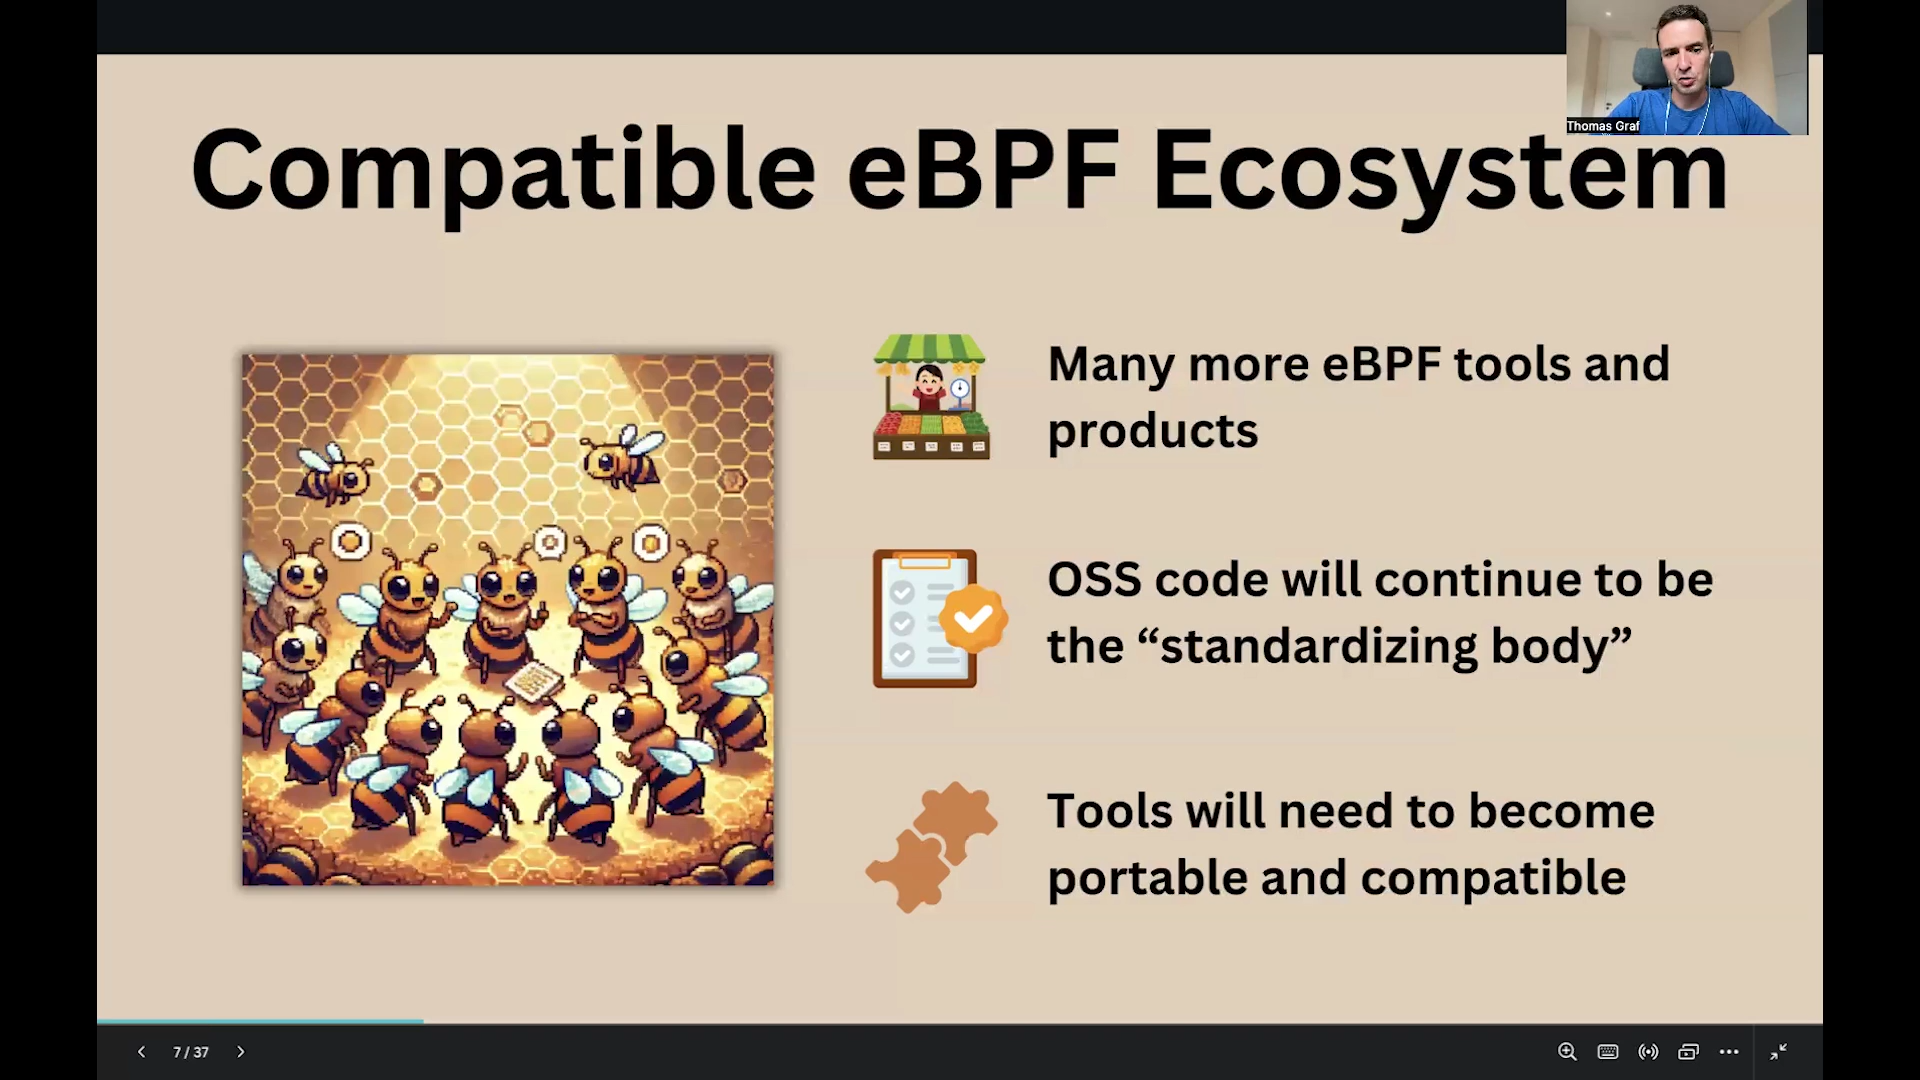 Thomas Graf
Compatible eBPF Ecosystem
Many more eBPF tools and
products
OSS code will continue to be
the “standardizing body”
Tools will need to become
portable and compatible
7 / 37